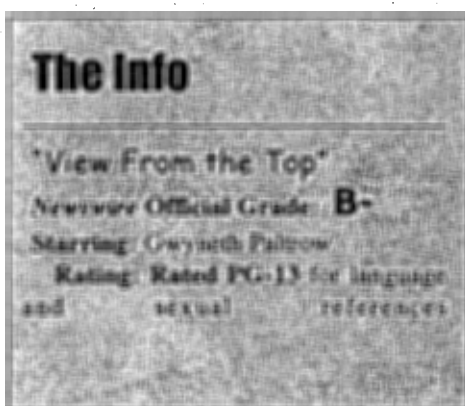 The Info
"View From the Top"
Newswire Official Grade: B-
Starring: Gwyneth Paltrow
Rating: Rated PG-13 for language
and sexual references